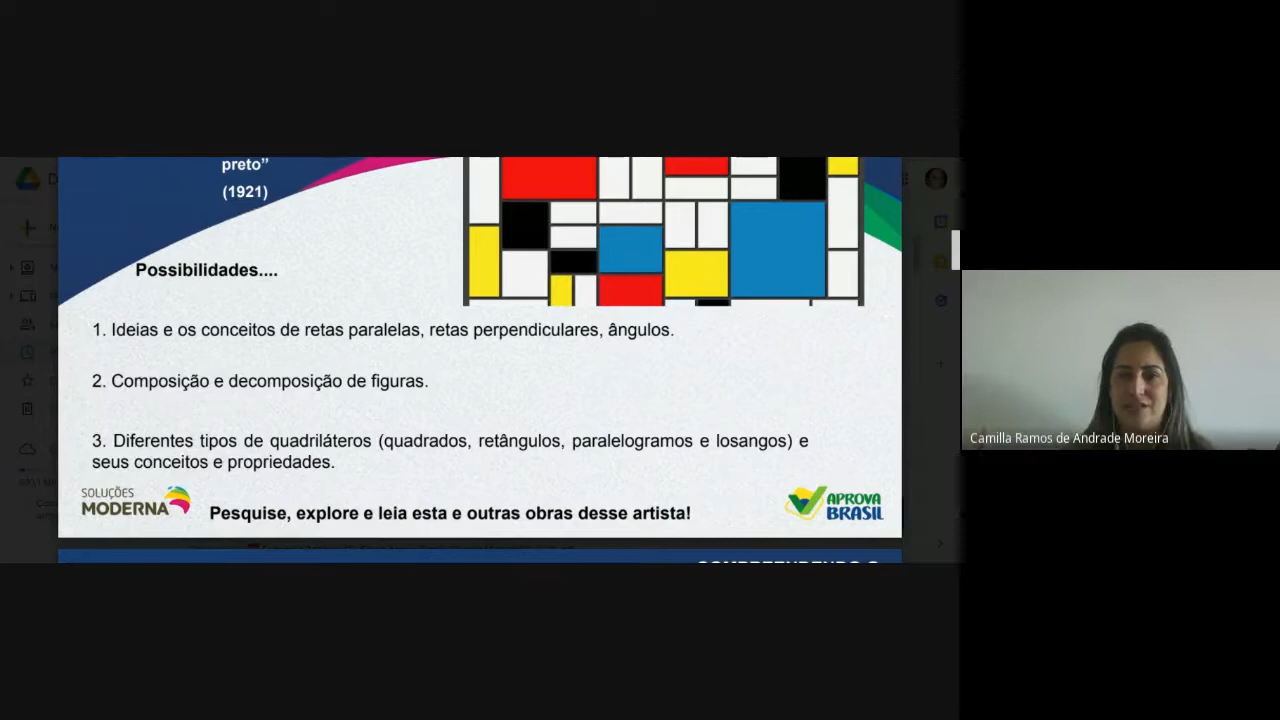 preto”
(1921)
Possibilidades....
1. Ideias e os conceitos de retas paralelas, retas perpendiculares, ângulos.
2. Composição e decomposição de figuras.
3. Diferentes tipos de quadriláteros (quadrados, retângulos, paralelogramos e losangos) e
seus conceitos e propriedades.
SOLUÇÕES
MODERNA
Pesquise, explore e leia esta e outras obras desse artista!
APROVA
BRASIL
Camilla Ramos de Andrade Moreira